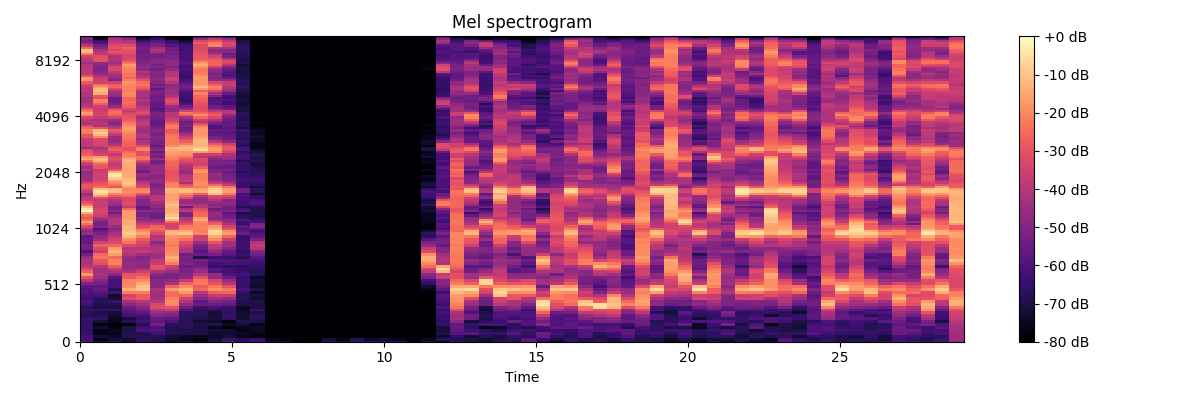 Mel spectrogram
8192
4096
2048
1024
512
0
Hz
0 5 10 15 20 25
Time
+0 dB
-10 dB
-20 dB
-30 dB
-40 dB
-50 dB
-60 dB
-70 dB
-80 dB